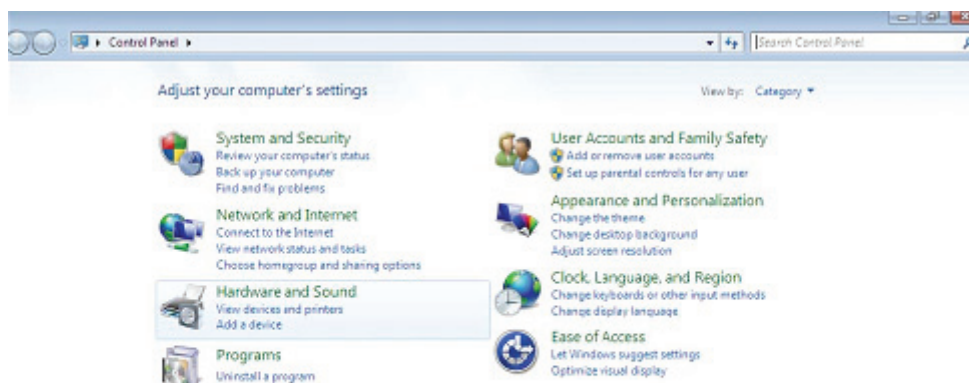 Control Panel
Search Control Panel
Adjust your computer's settings
View by: Category
System and Security
Review your computer's status
Back up your computer
Find and fix problems
Network and Internet
Connect to the Internet
View network status and tasks
Choose homegroup and sharing options
Hardware and Sound
View devices and printers
Add a device
Programs
Uninstall a program
User Accounts and Family Safety
Add or remove user accounts
Set up parental controls for any user
Appearance and Personalization
Change the theme
Change desktop background
Adjust screen resolution
Clock, Language, and Region
Change keyboards or other input methods
Change display language
Ease of Access
Let Windows suggest settings
Optimize visual display